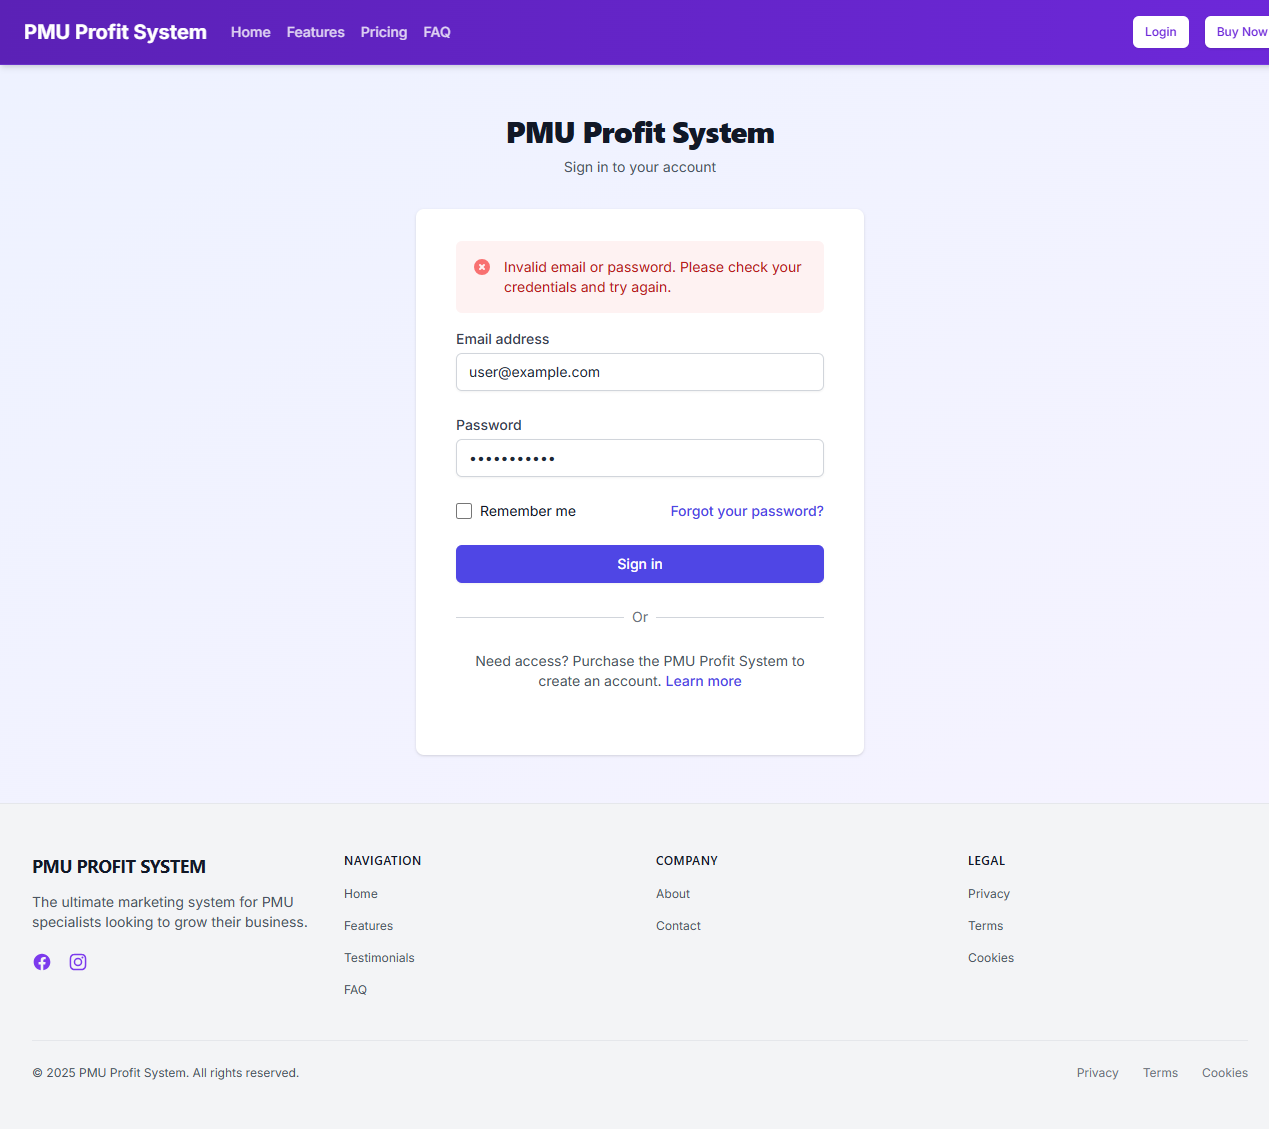 PMU Profit System Home Features Pricing FAQ Login Buy Now
PMU Profit System
Sign in to your account
Invalid email or password. Please check your
credentials and try again.
Email address
user@example.com
Password
•••••••••••
Remember me Forgot your password?
Sign in
Or
Need access? Purchase the PMU Profit System to
create an account. Learn more
PMU PROFIT SYSTEM
The ultimate marketing system for PMU
specialists looking to grow their business.
NAVIGATION
Home
Features
Testimonials
FAQ
COMPANY
About
Contact
LEGAL
Privacy
Terms
Cookies
© 2025 PMU Profit System. All rights reserved. Privacy Terms Cookies